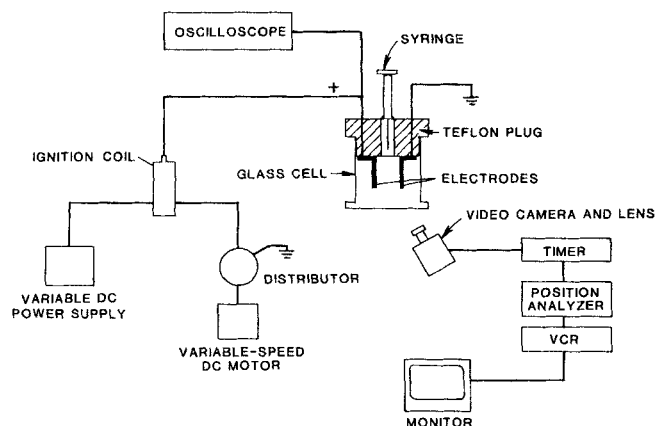 OSCILLOSCOPE
SYRINGE
+
TEFLON PLUG
IGNITION COIL
GLASS CELL
ELECTRODES
VIDEO CAMERA AND LENS
TIMER
DISTRIBUTOR
POSITION
ANALYZER
VARIABLE DC
POWER SUPPLY
VCR
VARIABLE-SPEED
DC MOTOR
MONITOR